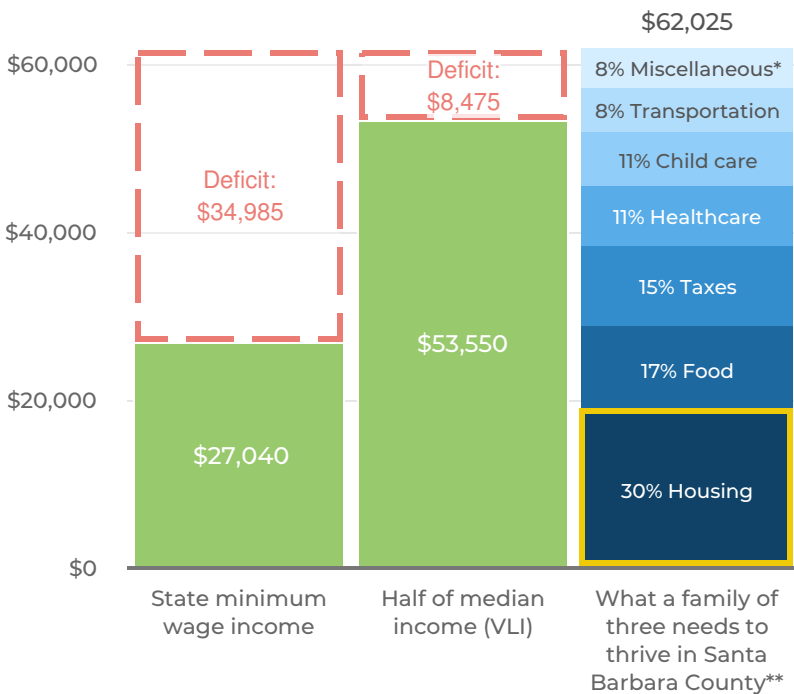 $62,025
$60,000
$40,000
$20,000
$0
Deficit:
$34,985
$27,040
Deficit:
$8,475
$53,550
8% Miscellaneous*
8% Transportation
11% Child care
11% Healthcare
15% Taxes
17% Food
30% Housing
State minimum
wage income
Half of median
income (VLI)
What a family of
three needs to
thrive in Santa
Barbara County**